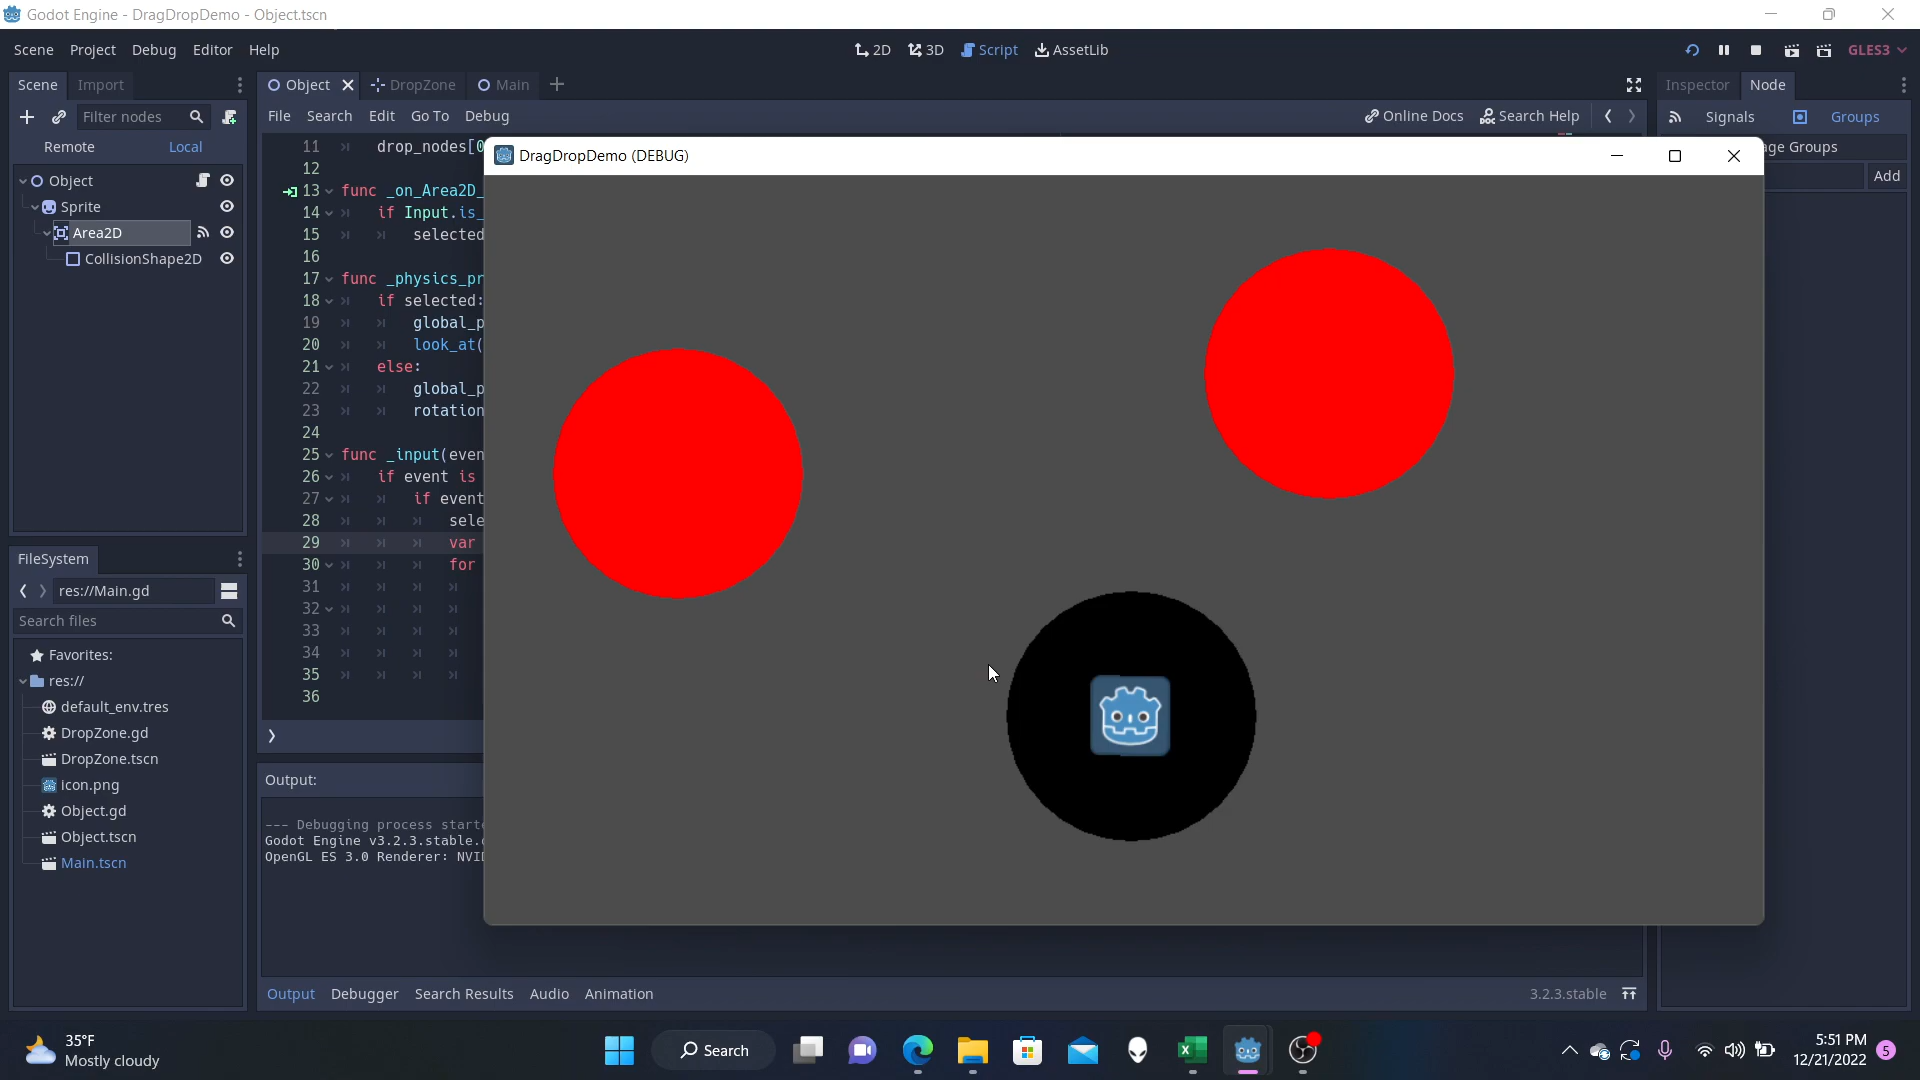 Godot Engine - DragDropDemo - Object.tscn
Scene Project Debug Editor Help
2D 3D Script AssetLib
GLES3
Scene Import
Object DropZone Main
Inspector Node
Filter nodes
File Search Edit Go To Debug
Online Docs Search Help
Signals Groups
Remote Local
age Groups
Add
Object
Sprite
Area2D
CollisionShape2D
11 drop_nodes[0
12
13 func _on_Area2D_
14 if Input.is_
15 selected
16
17 func _physics_pr
18 if selected:
19 global_p
20 look_at(
21 else:
22 global_p
23 rotation
24
25 func _input(even
26 if event is
27 if event
28 sele
29 var
30 for
31
32
33
34
35
36
DragDropDemo (DEBUG)
FileSystem
res://Main.gd
Search files
Favorites:
res://
default_env.tres
DropZone.gd
DropZone.tscn
icon.png
Object.gd
Object.tscn
Main.tscn
Output:
--- Debugging process starte
Godot Engine v3.2.3.stable.
OpenGL ES 3.0 Renderer: NVI
Output Debugger Search Results Audio Animation
3.2.3.stable
35°F
Mostly cloudy
Search
5:51 PM
12/21/2022
5